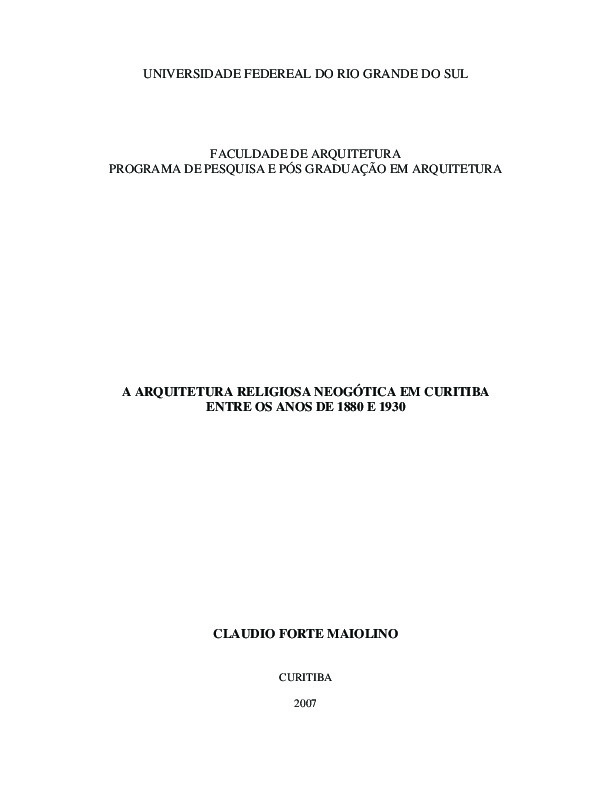 UNIVERSIDADE FEDEREAL DO RIO GRANDE DO SUL
FACULDADE DE ARQUITETURA
PROGRAMA DE PESQUISA E PÓS GRADUAÇÃO EM ARQUITETURA
A ARQUITETURA RELIGIOSA NEOGÓTICA EM CURITIBA
ENTRE OS ANOS DE 1880 E 1930
CLAUDIO FORTE MAIOLINO
CURITIBA
2007